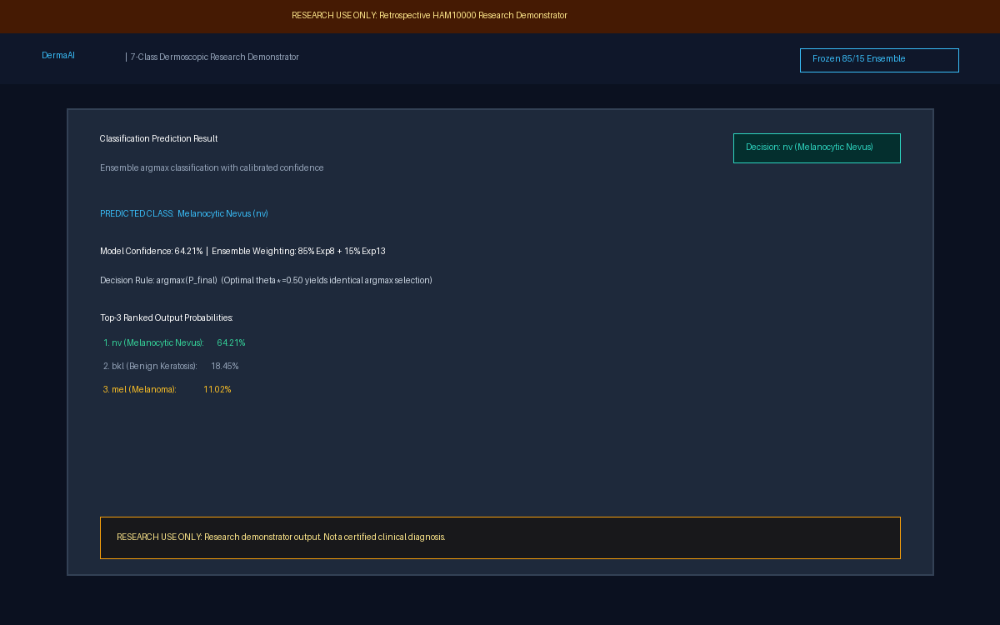 RESEARCH USE ONLY: Retrospective HAM10000 Research Demonstrator
DermaAI | 7-Class Dermoscopic Research Demonstrator
Frozen 85/15 Ensemble
Classification Prediction Result
Decision: nv (Melanocytic Nevus)
Ensemble argmax classification with calibrated confidence
PREDICTED CLASS: Melanocytic Nevus (nv)
Model Confidence: 64.21% | Ensemble Weighting: 85% Exp8 + 15% Exp13
Decision Rule: argmax(P_final) (Optimal theta*=0.50 yields identical argmax selection)
Top-3 Ranked Output Probabilities:
1. nv (Melanocytic Nevus): 64.21%
2. bkl (Benign Keratosis): 18.45%
3. mel (Melanoma): 11.02%
RESEARCH USE ONLY: Research demonstrator output. Not a certified clinical diagnosis.